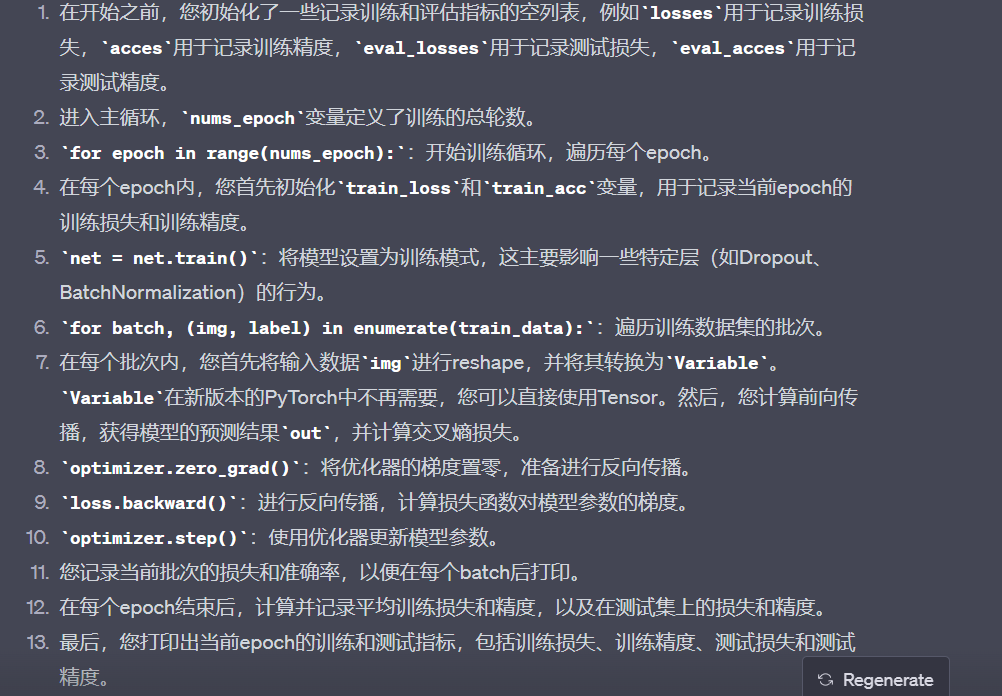 1. 在开始之前，您初始化了一些记录训练和评估指标的空列表，例如`losses`用于记录训练损
失，`acces`用于记录训练精度，`eval_losses`用于记录测试损失，`eval_acces`用于记
录测试精度。
2. 进入主循环，`nums_epoch`变量定义了训练的总轮数。
3. `for epoch in range(nums_epoch):`：开始训练循环，遍历每个epoch。
4. 在每个epoch内，您首先初始化`train_loss`和`train_acc`变量，用于记录当前epoch的
训练损失和训练精度。
5. `net = net.train()`：将模型设置为训练模式，这主要影响一些特定层（如Dropout、
BatchNormalization）的行为。
6. `for batch, (img, label) in enumerate(train_data):`：遍历训练数据集的批次。
7. 在每个批次内，您首先将输入数据`img`进行reshape，并将其转换为`Variable`。
`Variable`在新版本的PyTorch中不再需要，您可以直接使用Tensor。然后，您计算前向传
播，获得模型的预测结果`out`，并计算交叉熵损失。
8. `optimizer.zero_grad()`：将优化器的梯度置零，准备进行反向传播。
9. `loss.backward()`：进行反向传播，计算损失函数对模型参数的梯度。
10. `optimizer.step()`：使用优化器更新模型参数。
11. 您记录当前批次的损失和准确率，以便在每个batch后打印。
12. 在每个epoch结束后，计算并记录平均训练损失和精度，以及在测试集上的损失和精度。
13. 最后，您打印出当前epoch的训练和测试指标，包括训练损失、训练精度、测试损失和测试
精度。
Regenerate